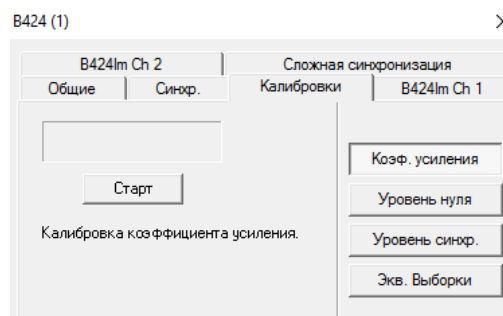 B424 (1)
B424lm Ch 2
Сложная синхронизация
Общие
Синхр.
Калибровки
B424lm Ch 1
Старт
Калибровка коэффициента усиления.
Коэф. усиления
Уровень нуля
Уровень синхр.
Экв. Выборки